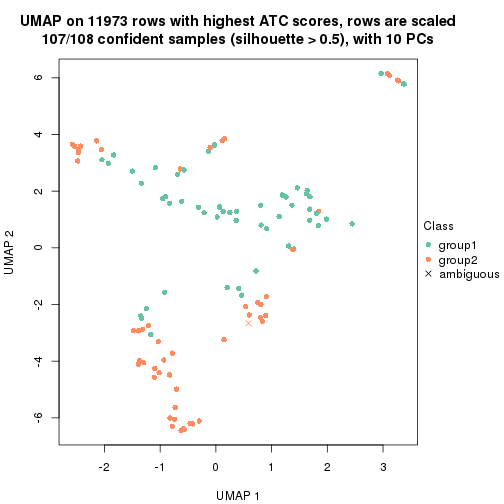 UMAP on 11973 rows with highest ATC scores, rows are scaled
107/108 confident samples (silhouette > 0.5), with 10 PCs
6
4
2
0
-2
-4
-6
UMAP 2
-2
-1
0
1
2
3
UMAP 1
Class
group1
group2
ambiguous